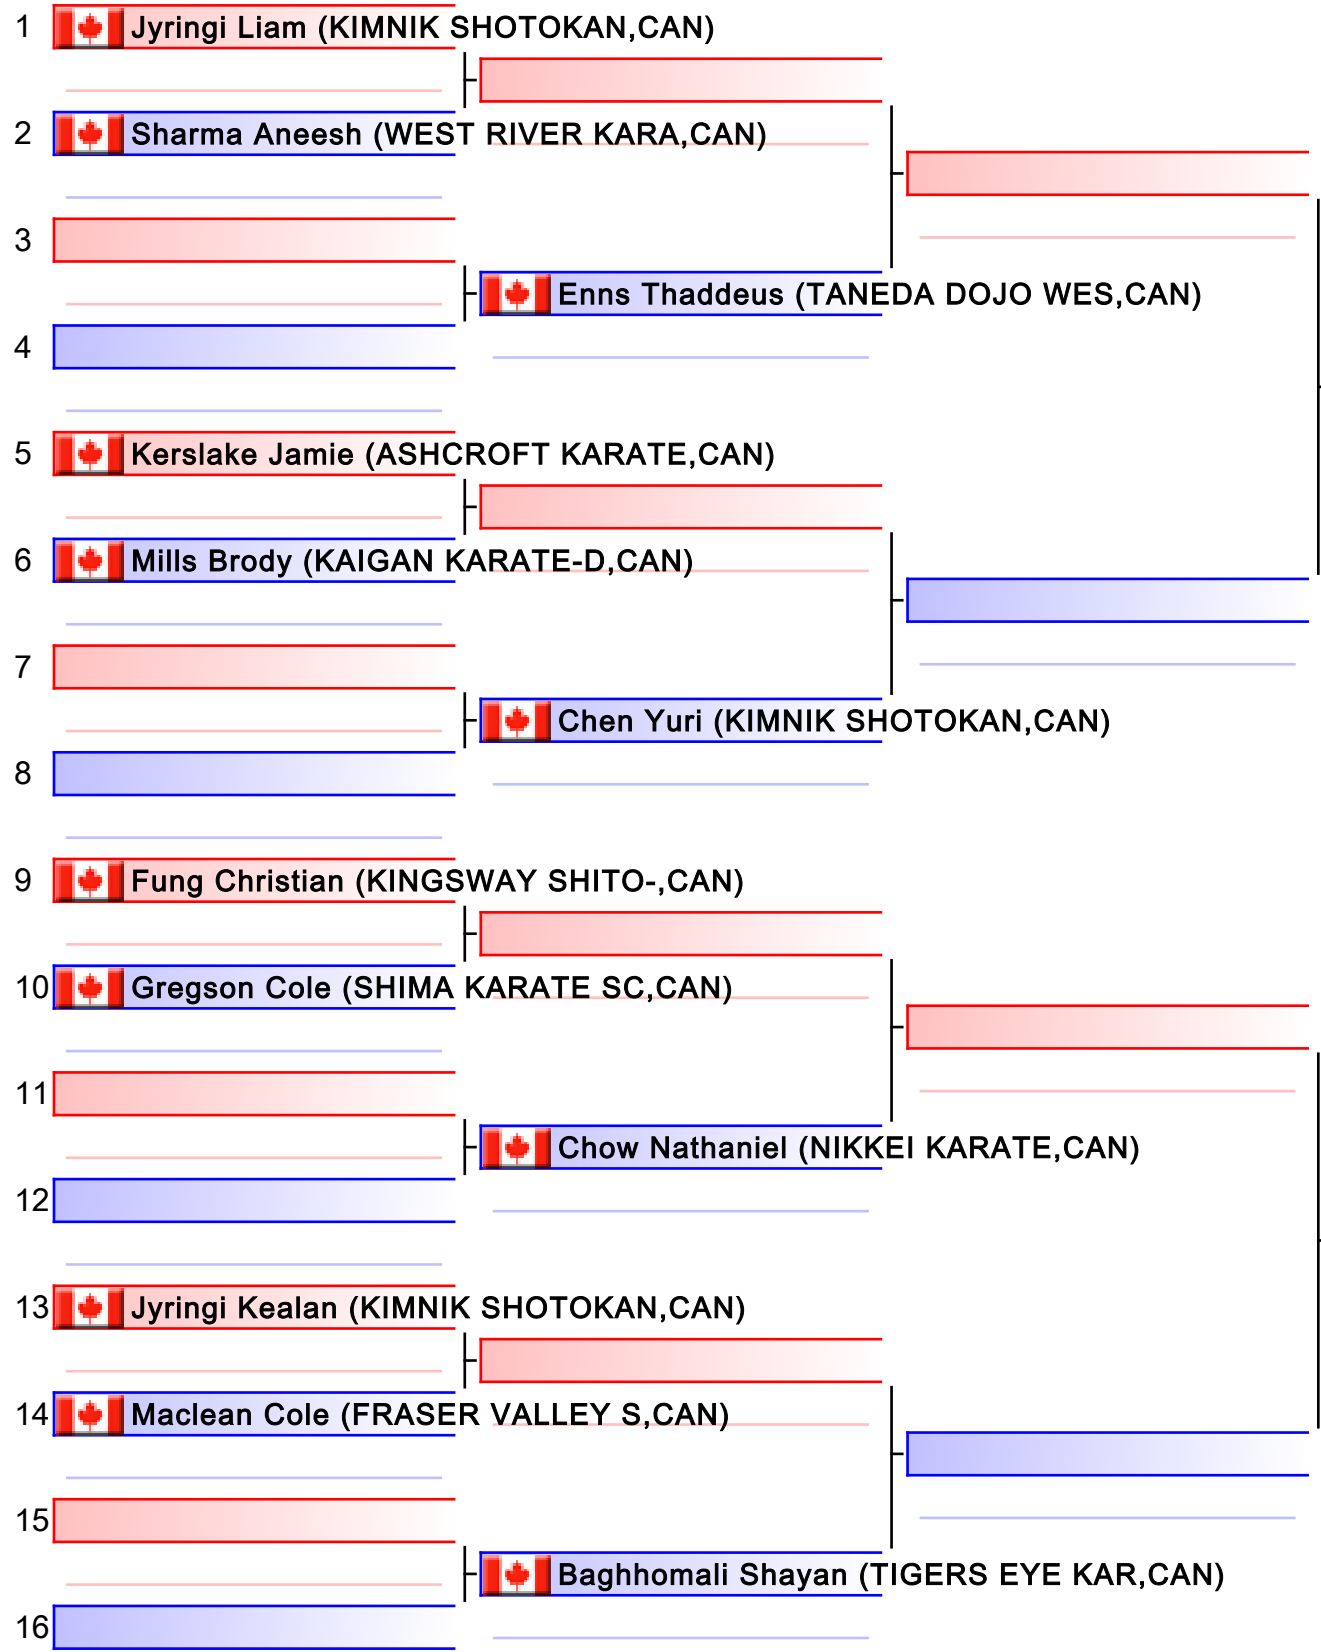 1 Jyringi Liam (KIMNIK SHOTOKAN,CAN)
2 Sharma Aneesh (WEST RIVER KARA,CAN)
3
Enns Thaddeus (TANEDA DOJO WES,CAN)
4
5 Kerslake Jamie (ASHCROFT KARATE,CAN)
6 Mills Brody (KAIGAN KARATE-D,CAN)
7
Chen Yuri (KIMNIK SHOTOKAN,CAN)
8
9 Fung Christian (KINGSWAY SHITO-,CAN)
10 Gregson Cole (SHIMA KARATE SC,CAN)
11
Chow Nathaniel (NIKKEI KARATE,CAN)
12
13 Jyringi Kealan (KIMNIK SHOTOKAN,CAN)
14 Maclean Cole (FRASER VALLEY S,CAN)
15
Baghhomali Shayan (TIGERS EYE KAR,CAN)
16